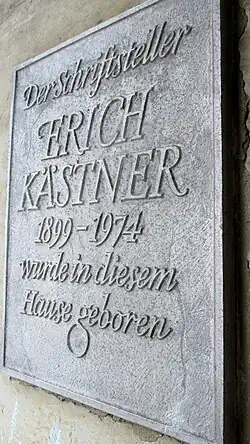 Der Schriftsteller
ERICH
KÄSTNER
1899-1974
wurde in diesem
Hause geboren